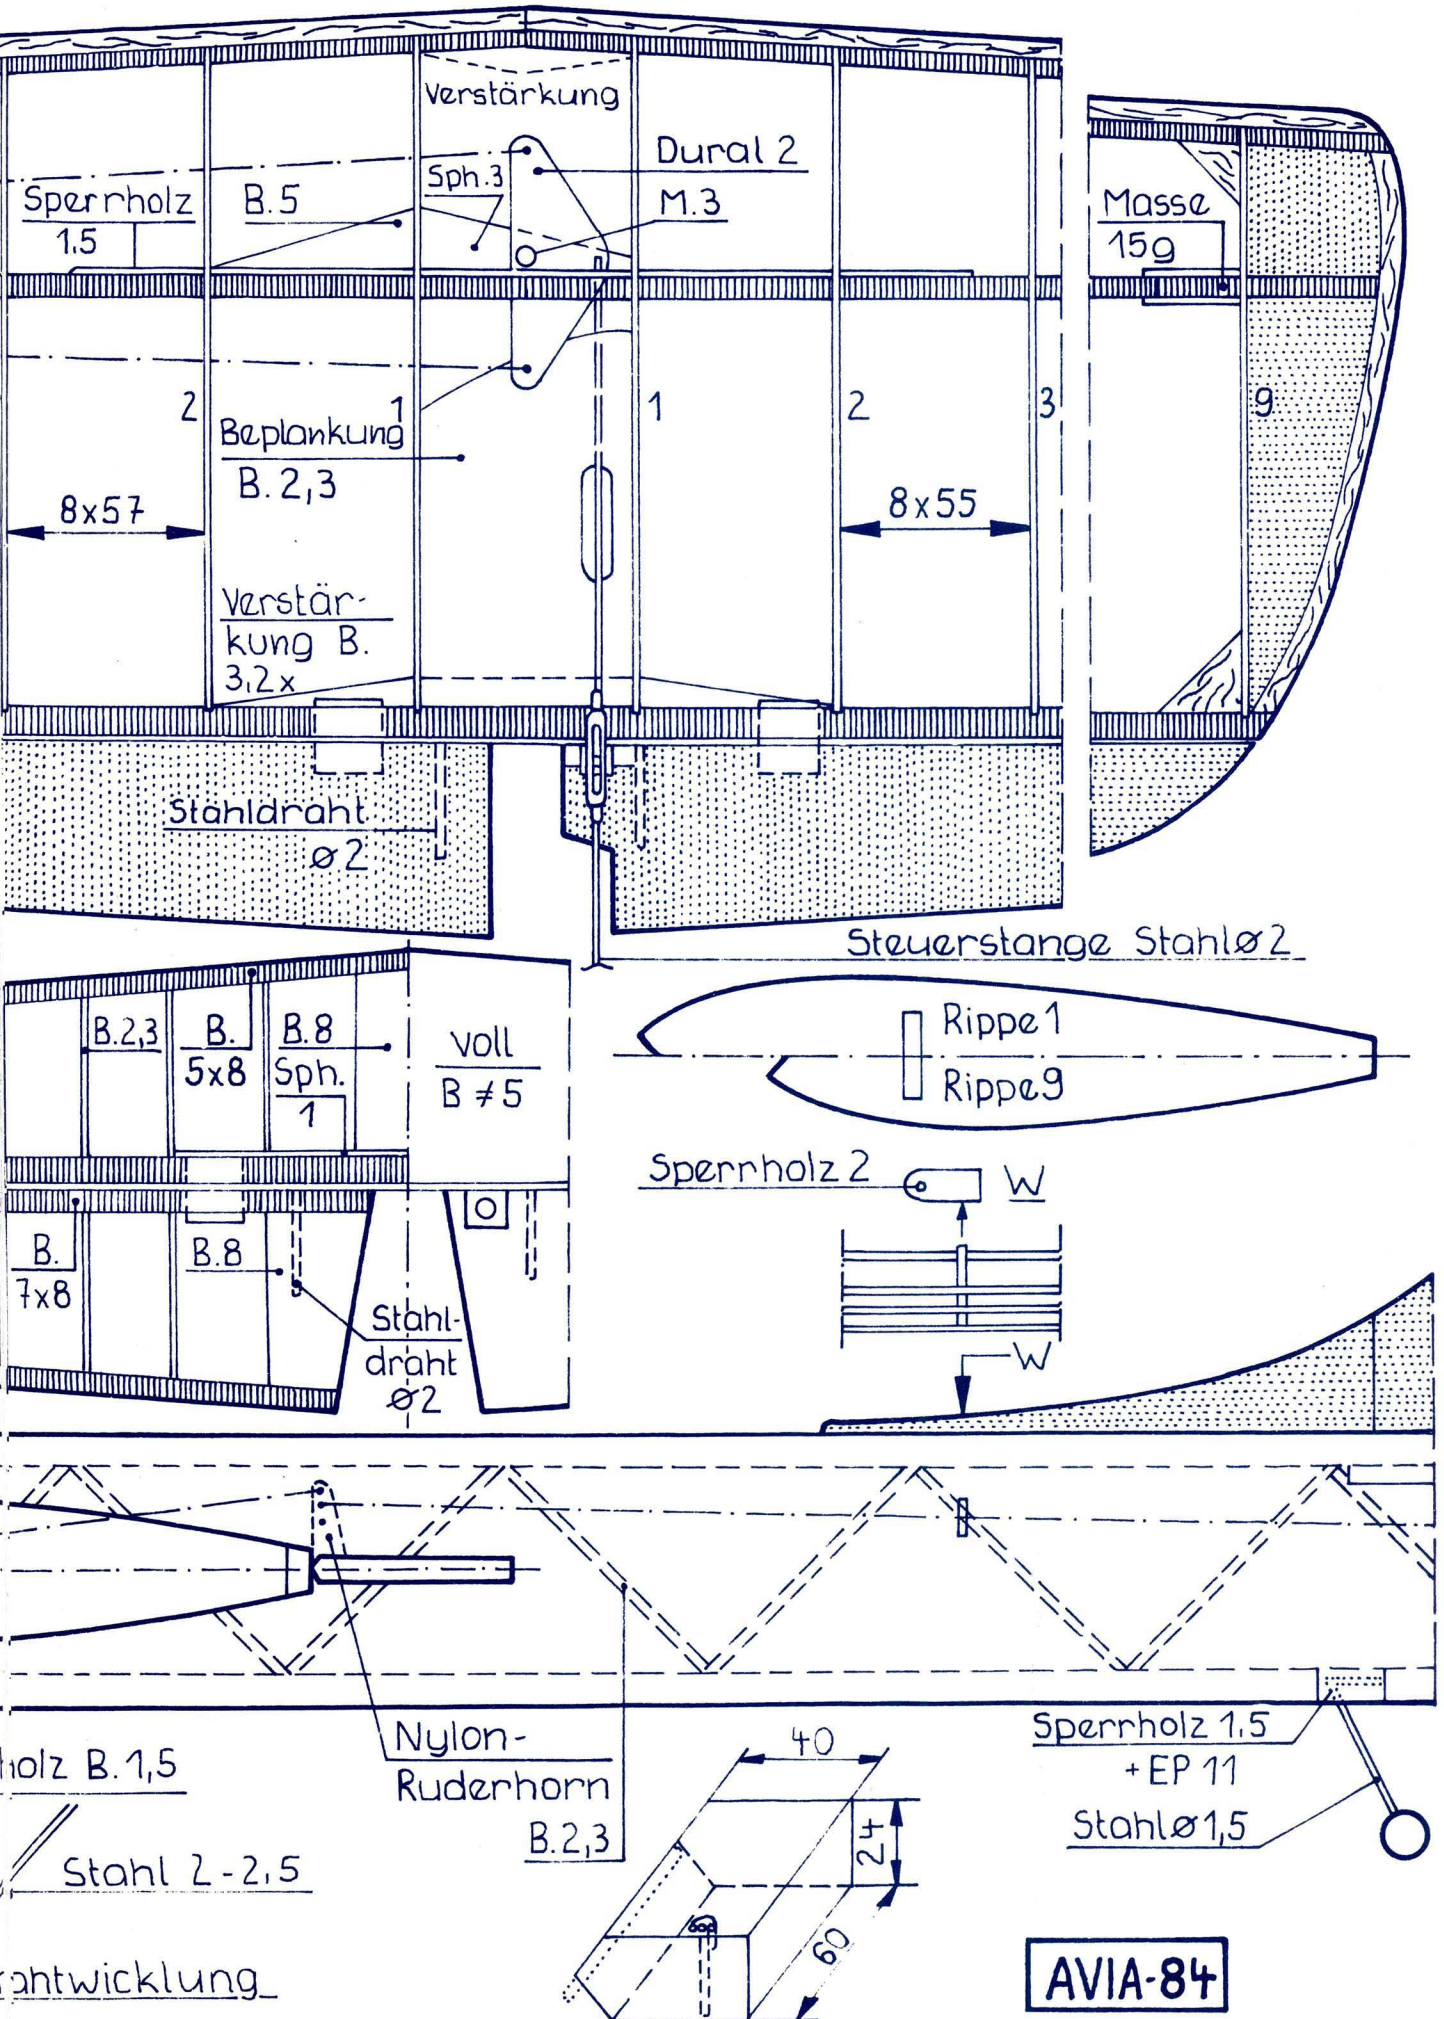 Verstärkung
Dural 2
Sph.3
M.3
Sperrholz
1.5
B.5
Masse
15g
2
1
1
2
3
9
Beplankung
B. 2,3
8x57
8x55
Verstär-
kung B.
3,2x
Stahldraht
ø2
Steuerstange Stahlø2
B.2,3
B.
5x8
B.8
Sph.
1
voll
B ≠ 5
Rippe 1
Rippe 9
Sperrholz 2
W
B.
7x8
B.8
Stahl-
draht
ø2
W
Nylon-
Ruderhorn
B.2,3
holz B.1,5
Stahl 2-2,5
40
24
60
Sperrholz 1,5
+EP 11
Stahlø1,5
ahtwicklung
AVIA-84